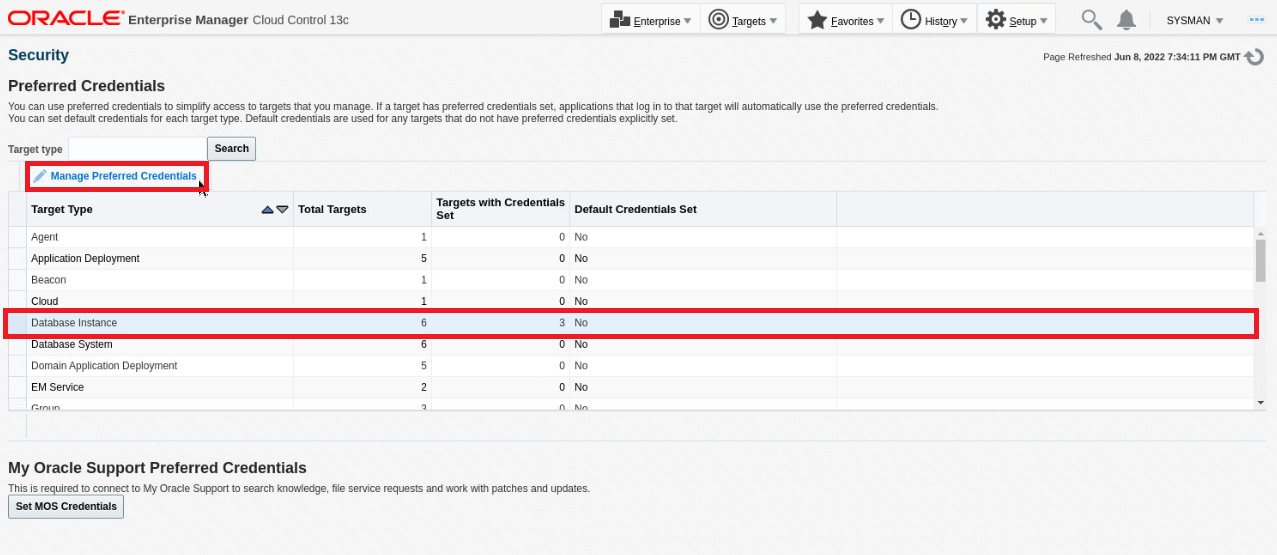 ORACLE® Enterprise Manager Cloud Control 13c
Enterprise
Targets
Favorites
History
Setup
SYSMAN
Security
Page Refreshed Jun 8, 2022 7:34:11 PM GMT
Preferred Credentials
You can use preferred credentials to simplify access to targets that you manage. If a target has preferred credentials set, applications that log in to that target will automatically use the preferred credentials.
You can set default credentials for each target type. Default credentials are used for any targets that do not have preferred credentials explicitly set.
Target type Search
Manage Preferred Credentials
Target Type Total Targets Targets with Credentials Set Default Credentials Set
Agent 1 0 No
Application Deployment 5 0 No
Beacon 1 0 No
Cloud 1 0 No
Database Instance 6 3 No
Database System 6 0 No
Domain Application Deployment 5 0 No
EM Service 2 0 No
Group 3 0 No
My Oracle Support Preferred Credentials
This is required to connect to My Oracle Support to search knowledge, file service requests and work with patches and updates.
Set MOS Credentials